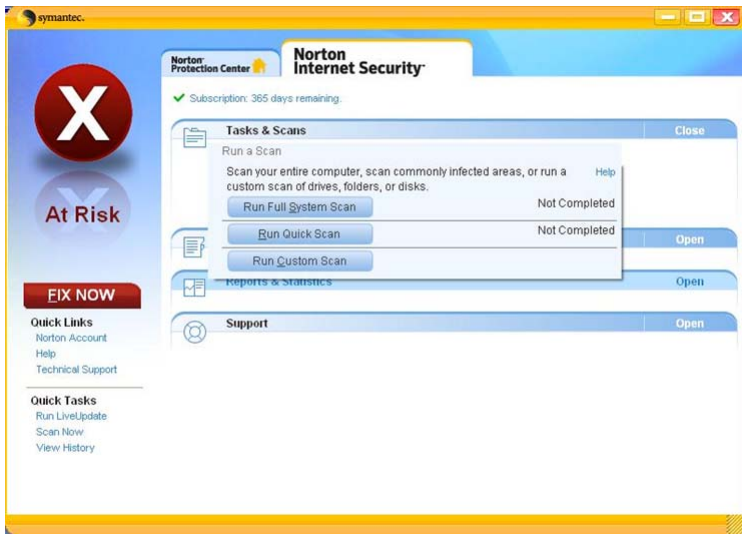 symantec.
Norton
Protection Center
Norton
Internet Security
Subscription: 365 days remaining.
Tasks & Scans
Close
Run a Scan
Scan your entire computer, scan commonly infected areas, or run a
custom scan of drives, folders, or disks.
Help
Run Full System Scan
Not Completed
Run Quick Scan
Not Completed
Run Custom Scan
Open
Reports & Statistics
Open
Support
Open
X
At Risk
FIX NOW
Quick Links
Norton Account
Help
Technical Support
Quick Tasks
Run LiveUpdate
Scan Now
View History